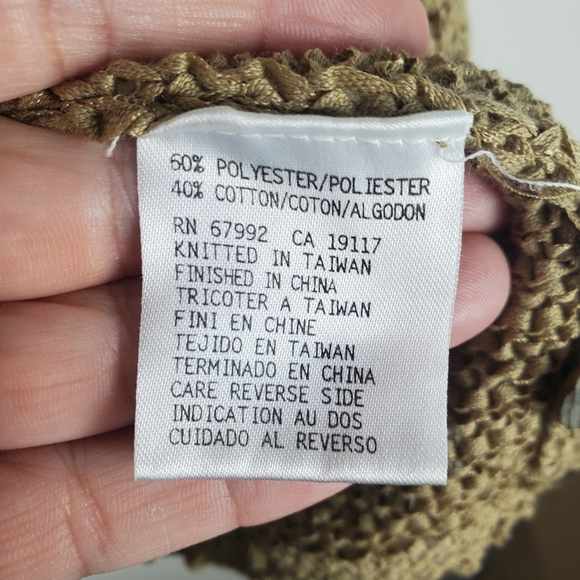 60% POLYESTER/POLIESTER
40% COTTON/COTON/ALGODON
RN 67992 CA 19117
KNITTED IN TAIWAN
FINISHED IN CHINA
TRICOTER A TAIWAN
FINI EN CHINE
TEJIDO EN TAIWAN
TERMINADO EN CHINA
CARE REVERSE SIDE
INDICATION AU DOS
CUIDADO AL REVERSO